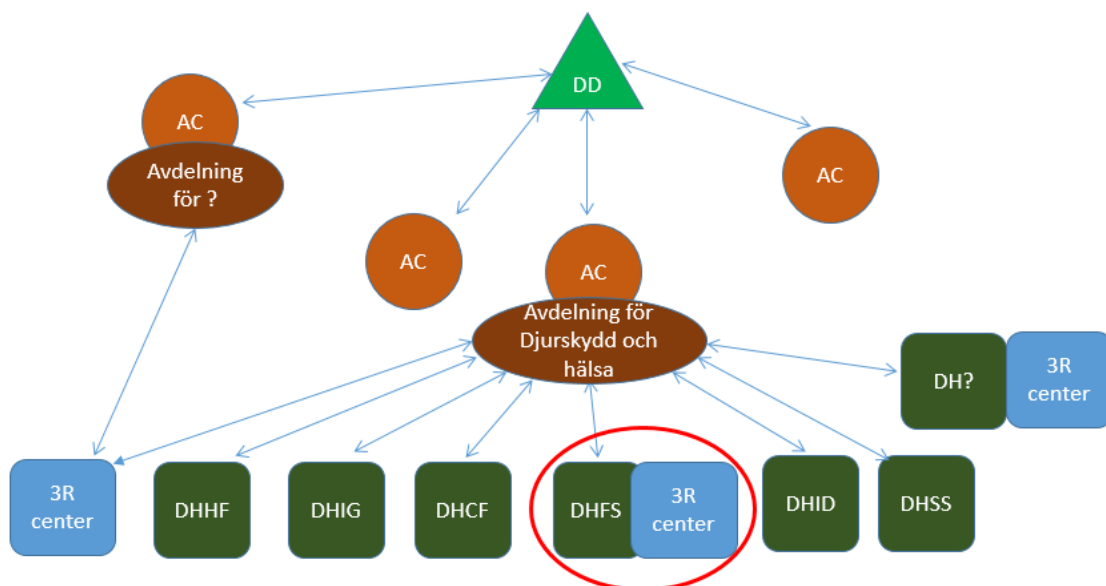 DD
AC
Avdelning
för ?
AC
AC
AC
Avdelning för
Djurskydd och
hälsa
DH?
3R
center
3R
center
DHHF
DHIG
DHCF
DHFS
3R
center
DHID
DHSS